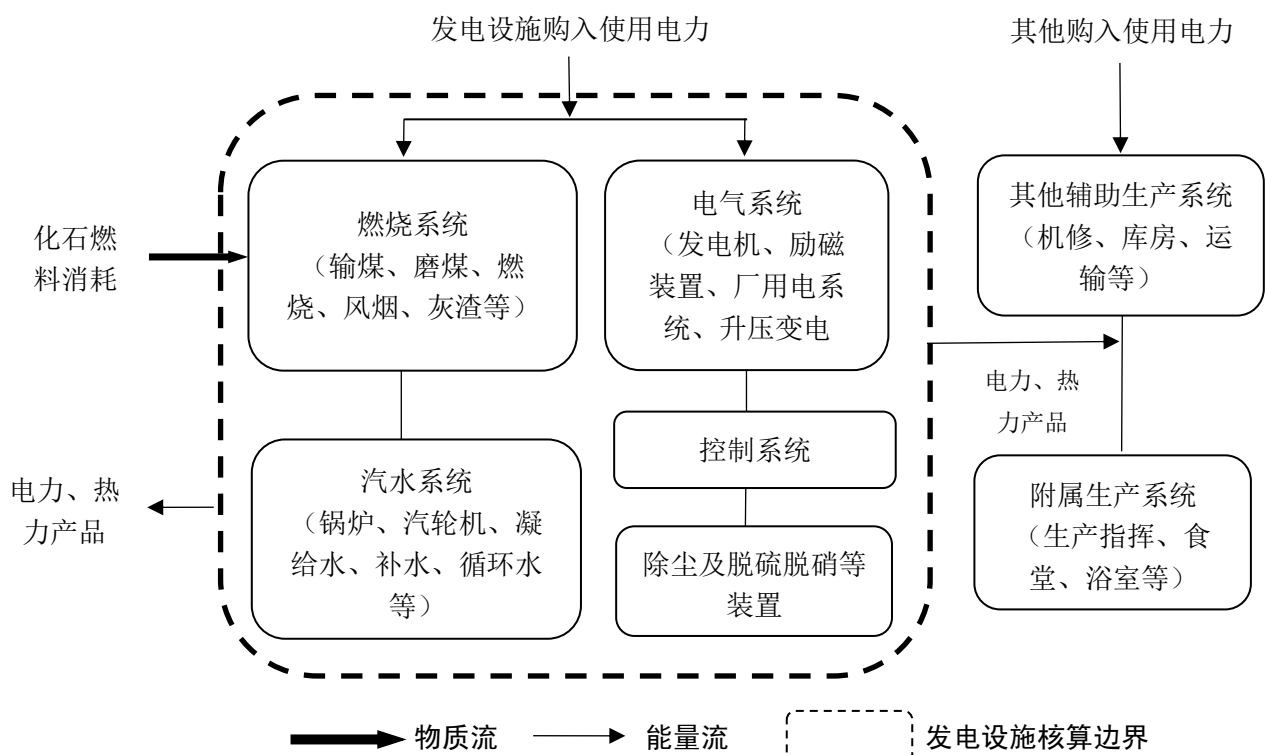 发电设施购入使用电力
其他购入使用电力
化石燃
料消耗
燃烧系统
（输煤、磨煤、燃
烧、风烟、灰渣等）
电气系统
（发电机、励磁
装置、厂用电系
统、升压变电
其他辅助生产系统
（机修、库房、运
输等）
电力、热
力产品
控制系统
电力、热
力产品
汽水系统
（锅炉、汽轮机、凝
给水、补水、循环水
等）
除尘及脱硫脱硝等
装置
附属生产系统
（生产指挥、食
堂、浴室等）
物质流
能量流
发电设施核算边界